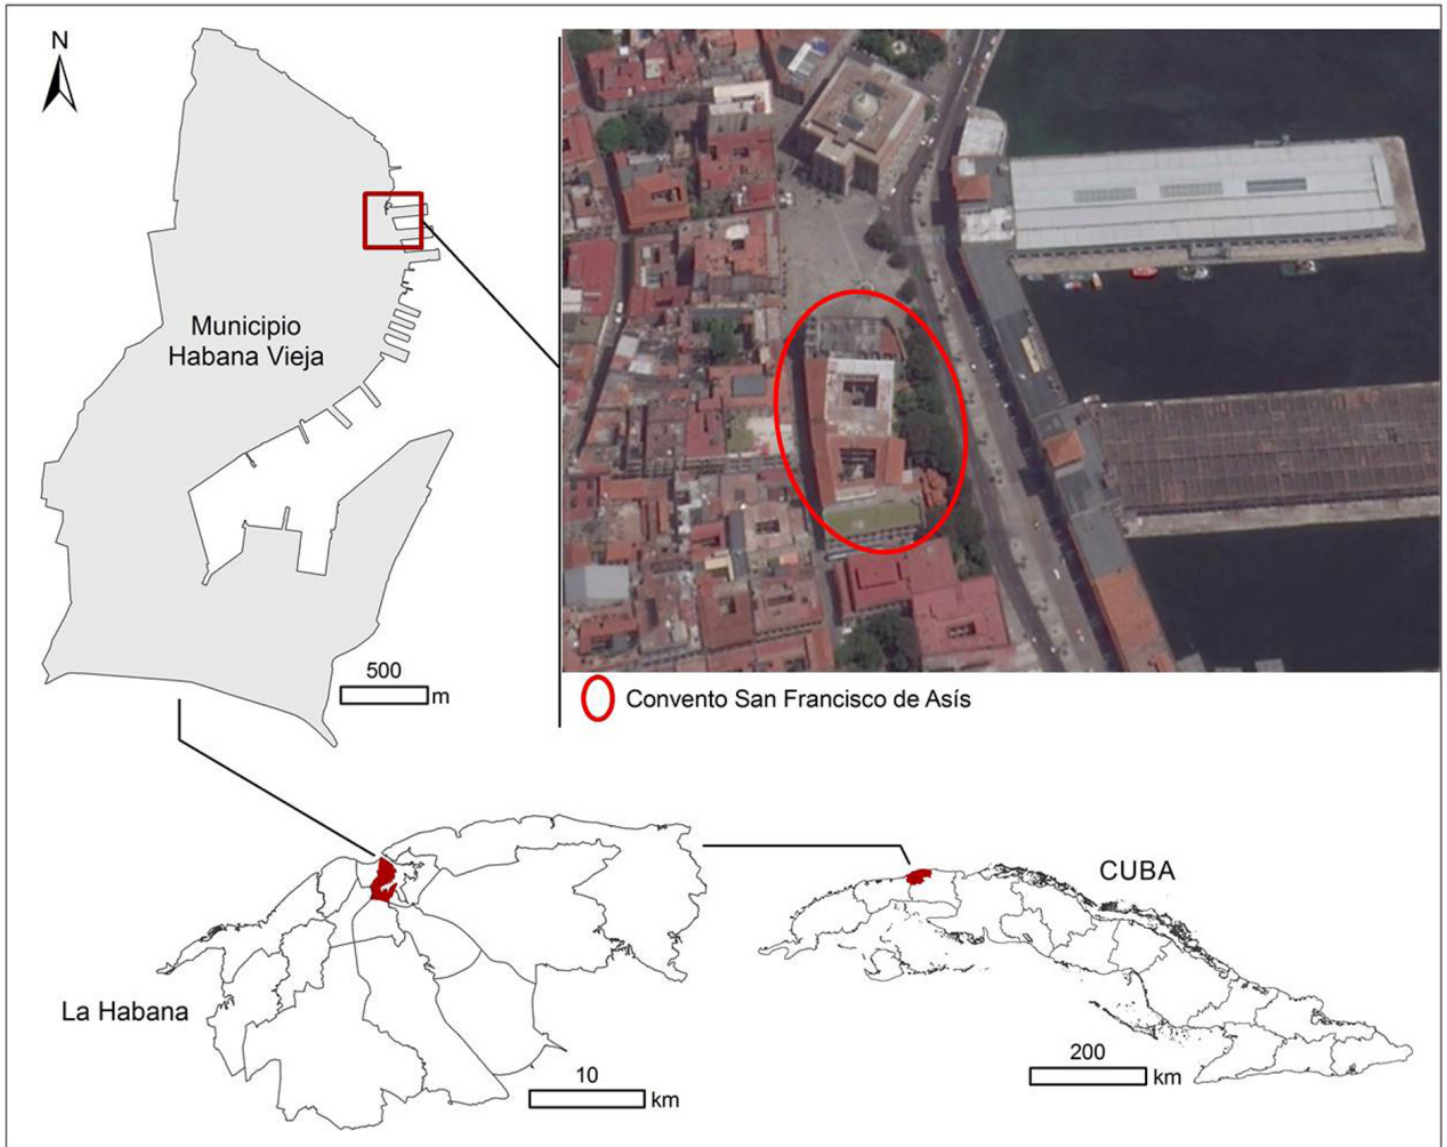 N
Municipio
Habana Vieja
500
m
Convento San Francisco de Asís
CUBA
La Habana
10
km
200
km